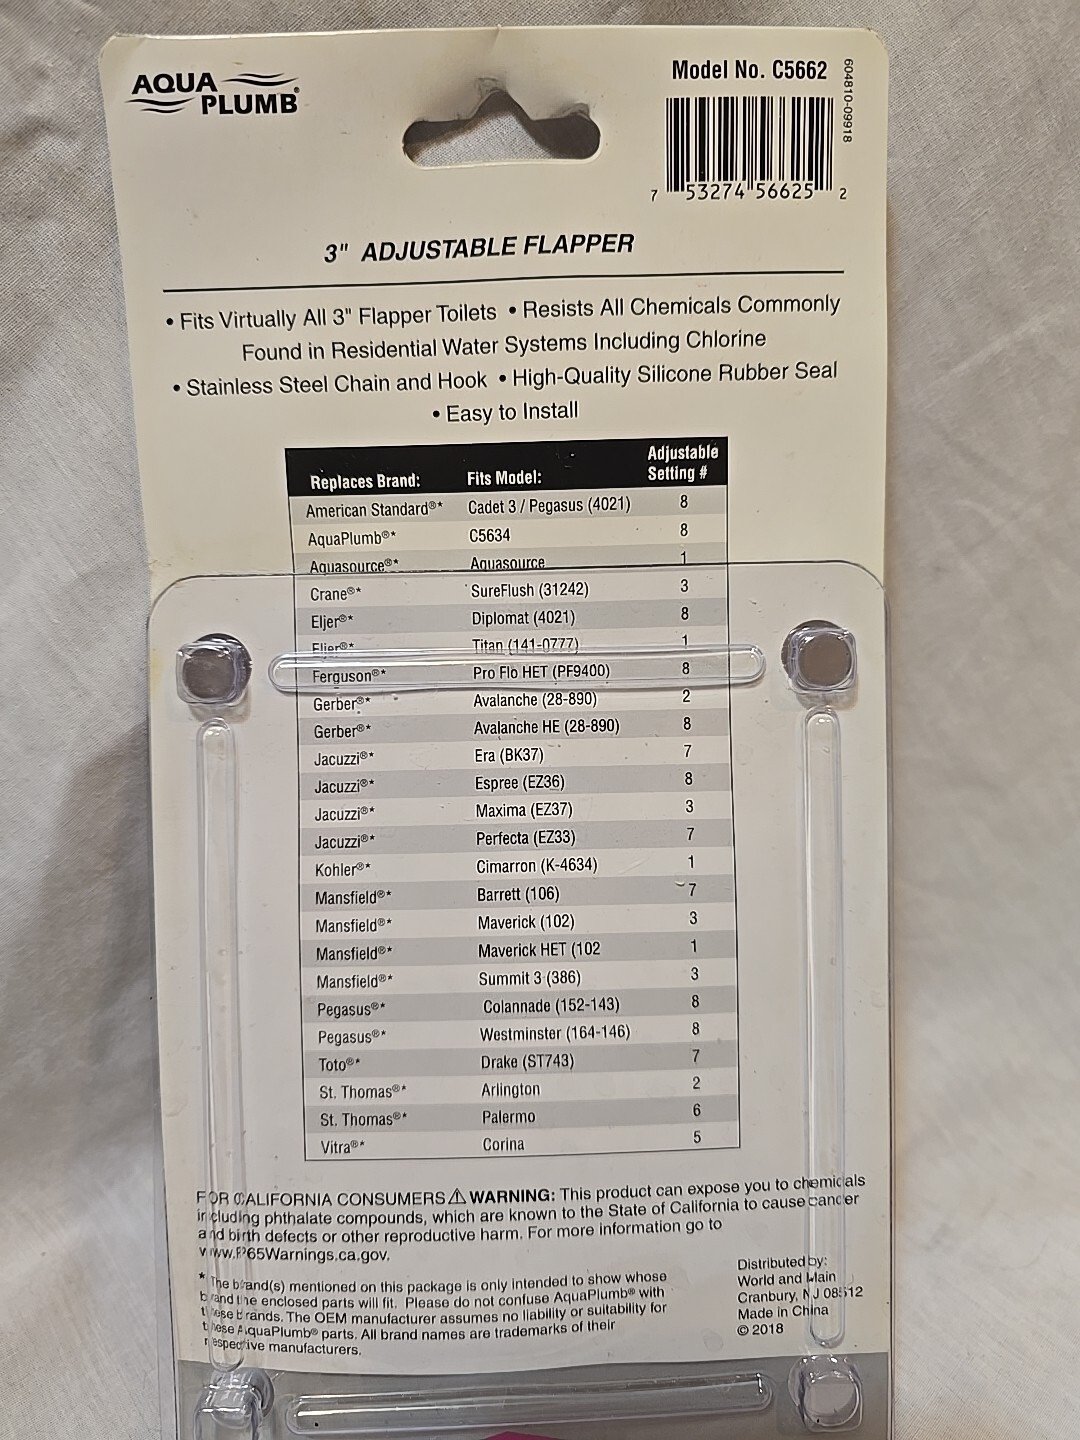 AQUA
PLUMB®
Model No. C5662
604810-09918
7 53274 56625 2
3" ADJUSTABLE FLAPPER
• Fits Virtually All 3" Flapper Toilets • Resists All Chemicals Commonly
Found in Residential Water Systems Including Chlorine
• Stainless Steel Chain and Hook • High-Quality Silicone Rubber Seal
• Easy to Install
Replaces Brand: Fits Model: Adjustable Setting #
American Standard®* Cadet 3 / Pegasus (4021) 8
AquaPlumb®* C5634 8
Aquasource®* Aquasource 1
Crane®* SureFlush (31242) 3
Eljer®* Diplomat (4021) 8
Eljer®* Titan (141-0777) 1
Ferguson®* Pro Flo HET (PF9400) 8
Gerber®* Avalanche (28-890) 2
Gerber®* Avalanche HE (28-890) 8
Jacuzzi®* Era (BK37) 7
Jacuzzi®* Espree (EZ36) 8
Jacuzzi®* Maxima (EZ37) 3
Jacuzzi®* Perfecta (EZ33) 7
Kohler®* Cimarron (K-4634) 1
Mansfield®* Barrett (106) 7
Mansfield®* Maverick (102) 3
Mansfield®* Maverick HET (102 1
Mansfield®* Summit 3 (386) 3
Pegasus®* Colannade (152-143) 8
Pegasus®* Westminster (164-146) 8
Toto®* Drake (ST743) 7
St. Thomas®* Arlington 2
St. Thomas®* Palermo 6
Vitra®* Corina 5
FOR CALIFORNIA CONSUMERS ⚠ WARNING: This product can expose you to chemicals
including phthalate compounds, which are known to the State of California to cause cancer
and birth defects or other reproductive harm. For more information go to
www.P65Warnings.ca.gov.
* The brand(s) mentioned on this package is only intended to show whose
brand the enclosed parts will fit. Please do not confuse AquaPlumb® with
these brands. The OEM manufacturer assumes no liability or suitability for
these AquaPlumb® parts. All brand names are trademarks of their
respective manufacturers.
Distributed by:
World and Main
Cranbury, NJ 08512
Made in China
© 2018